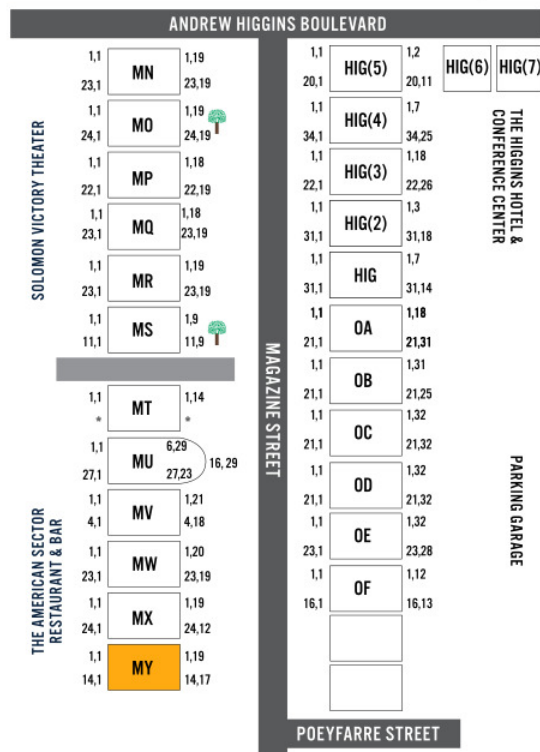 ANDREW HIGGINS BOULEVARD
1,1 MN 1,19
23,1 23,19
1,1 MO 1,19
24,1 24,19
1,1 MP 1,18
22,1 22,19
1,1 MQ 1,18
23,1 23,19
1,1 MR 1,19
23,1 23,19
1,1 MS 1,9
11,1 11,9
SOLOMON VICTORY THEATER
1,1 MT 1,14
* *
1,1 MU 6,29
27,1 27,23 16,29
1,1 MV 1,21
4,1 4,18
1,1 MW 1,20
23,1 23,19
1,1 MX 1,19
24,1 24,12
1,1 MY 1,19
14,1 14,17
THE AMERICAN SECTOR
RESTAURANT & BAR
MAGAZINE STREET
1,1 HIG(5) 1,2
20,1 20,11
HIG(6) HIG(7)
1,1 HIG(4) 1,7
34,1 34,25
1,1 HIG(3) 1,18
22,1 22,26
1,1 HIG(2) 1,3
31,1 31,18
1,1 HIG 1,7
31,1 31,14
1,1 OA 1,18
21,1 21,31
1,1 OB 1,31
21,1 21,25
1,1 OC 1,32
21,1 21,32
1,1 OD 1,32
21,1 21,32
1,1 OE 1,32
23,1 23,28
1,1 OF 1,12
16,1 16,13
THE HIGGINS HOTEL &
CONFERENCE CENTER
PARKING GARAGE
POEYFARRE STREET